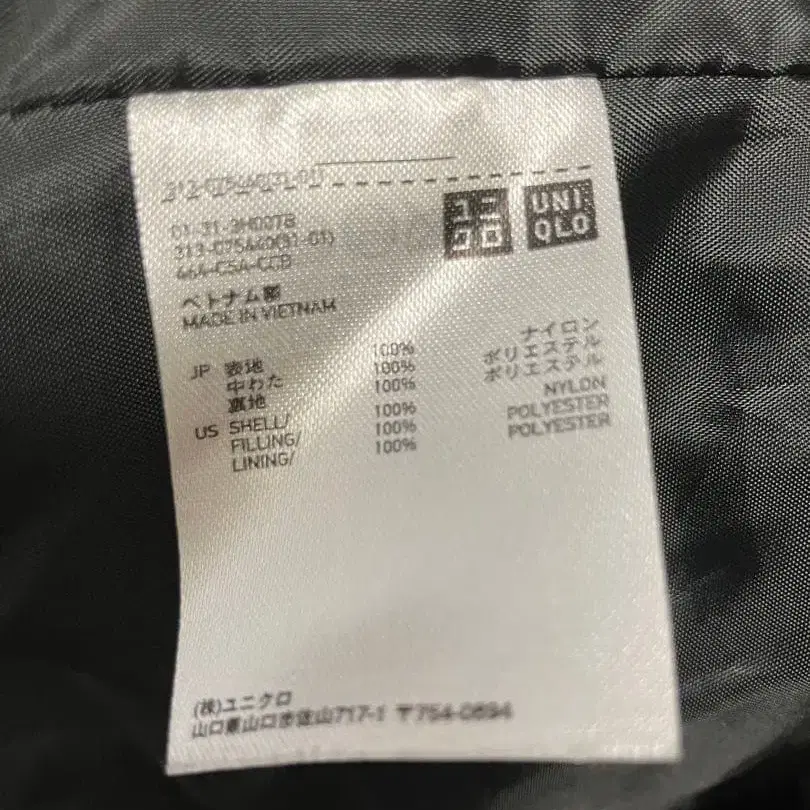 313-075440(31-01)
313-075440(31-01)
ユニクロ
UNI
QLO
ベトナム製
MADE IN VIETNAM
JP 表地 100% ナイロン
中わた 100% ポリエステル
裏地 100% ポリエステル
US SHELL/ 100% NYLON
FILLING/ 100% POLYESTER
LINING/ 100% POLYESTER
(株)ユニクロ
山口県山口市佐山717-1 〒754-0894